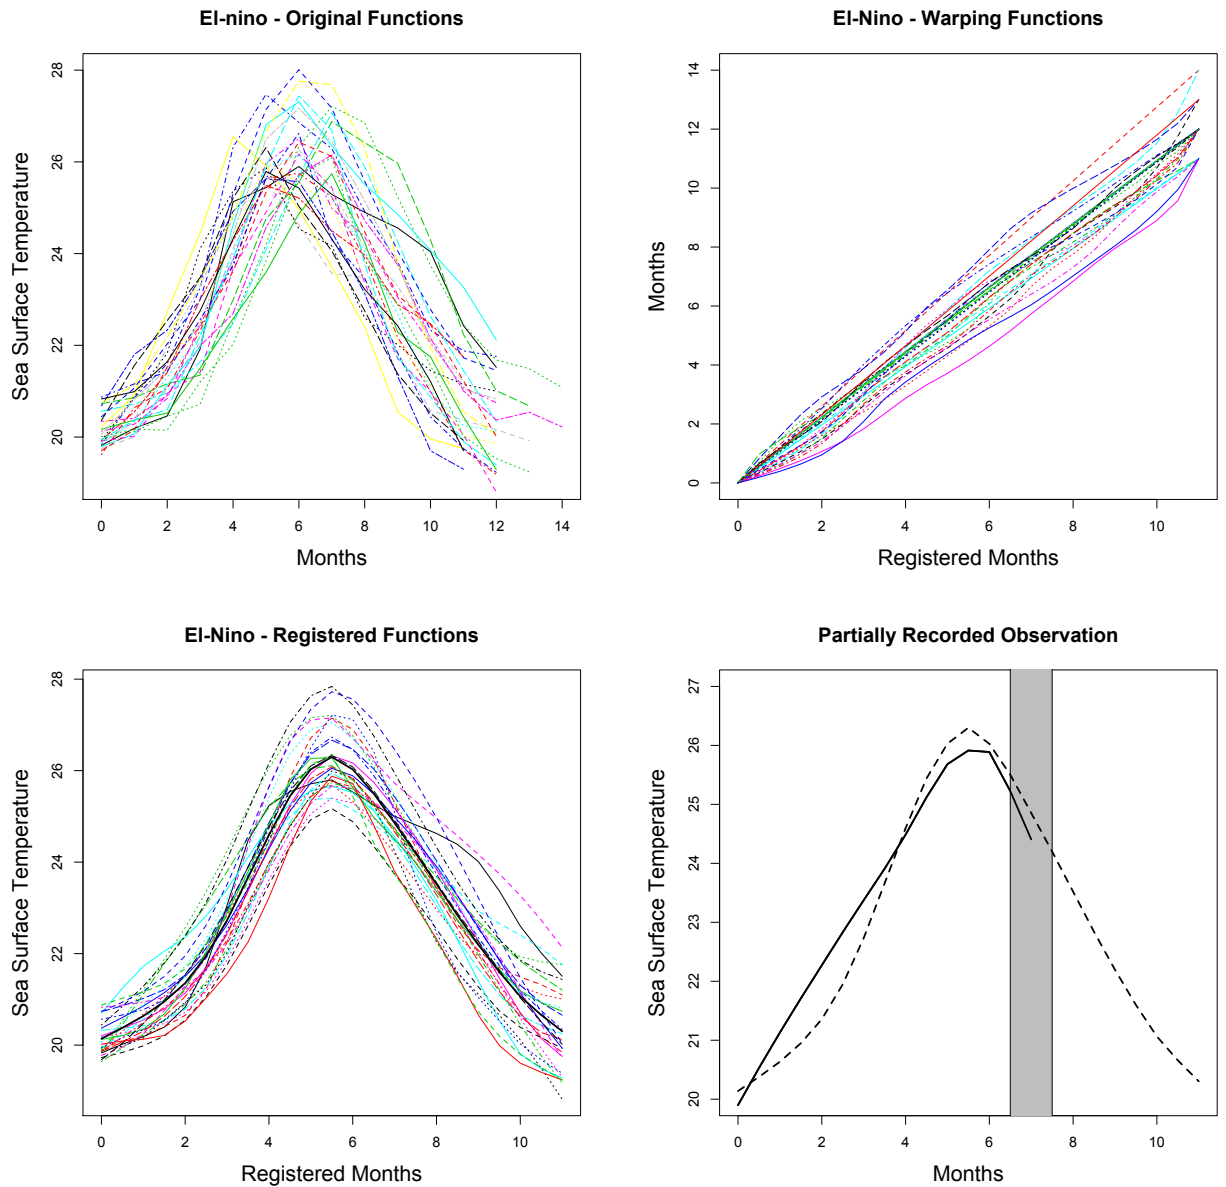 El-nino - Original Functions
Sea Surface Temperature
28
26
24
22
20
0 2 4 6 8 10 12 14
Months
El-Nino - Warping Functions
Months
14
12
10
8
6
4
2
0
0 2 4 6 8 10
Registered Months
El-Nino - Registered Functions
Sea Surface Temperature
28
26
24
22
20
0 2 4 6 8 10
Registered Months
Partially Recorded Observation
Sea Surface Temperature
27
26
25
24
23
22
21
20
0 2 4 6 8 10
Months